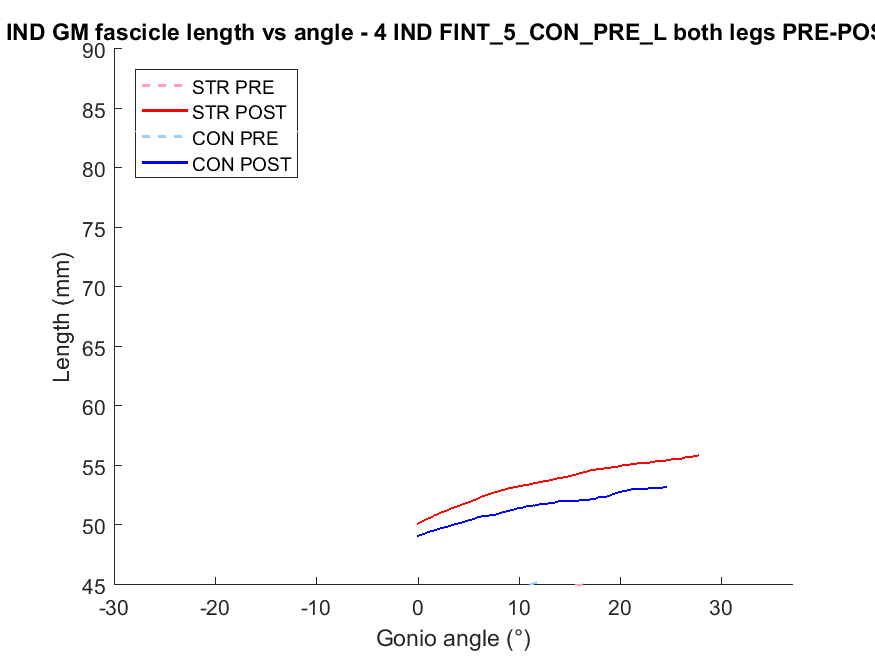 IND GM fascicle length vs angle - 4 IND FINT_5_CON_PRE_L both legs PRE-POS
90
85
80
75
70
65
60
55
50
45
Length (mm)
STR PRE
STR POST
CON PRE
CON POST
-30
-20
-10
0
10
20
30
Gonio angle (°)